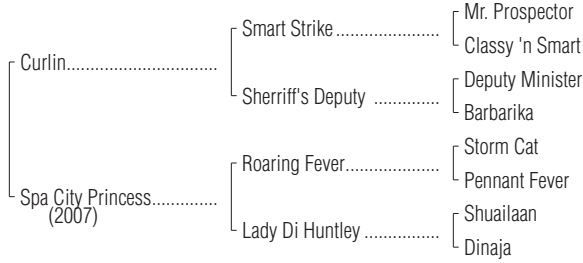 Mr. Prospector
Smart Strike......................
Classy 'n Smart
Curlin................................
Deputy Minister
Sherriff's Deputy ..............
Barbarika
Storm Cat
Roaring Fever....................
Pennant Fever
Spa City Princess..............
(2007)
Shuailaan
Lady Di Huntley ................
Dinaja